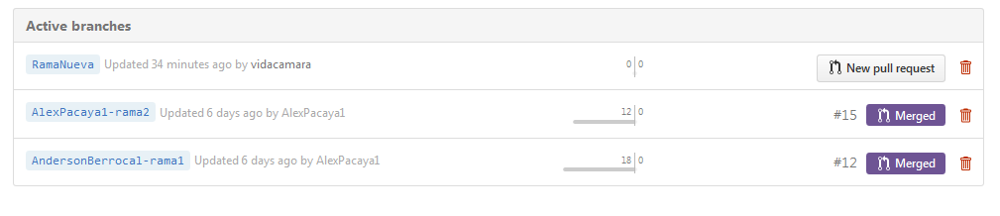 Active branches
RamaNueva Updated 34 minutes ago by vidacamara 0 0 New pull request
AlexPacaya1-rama2 Updated 6 days ago by AlexPacaya1 12 0 #15 Merged
AndersonBerrocal-rama1 Updated 6 days ago by AlexPacaya1 18 0 #12 Merged